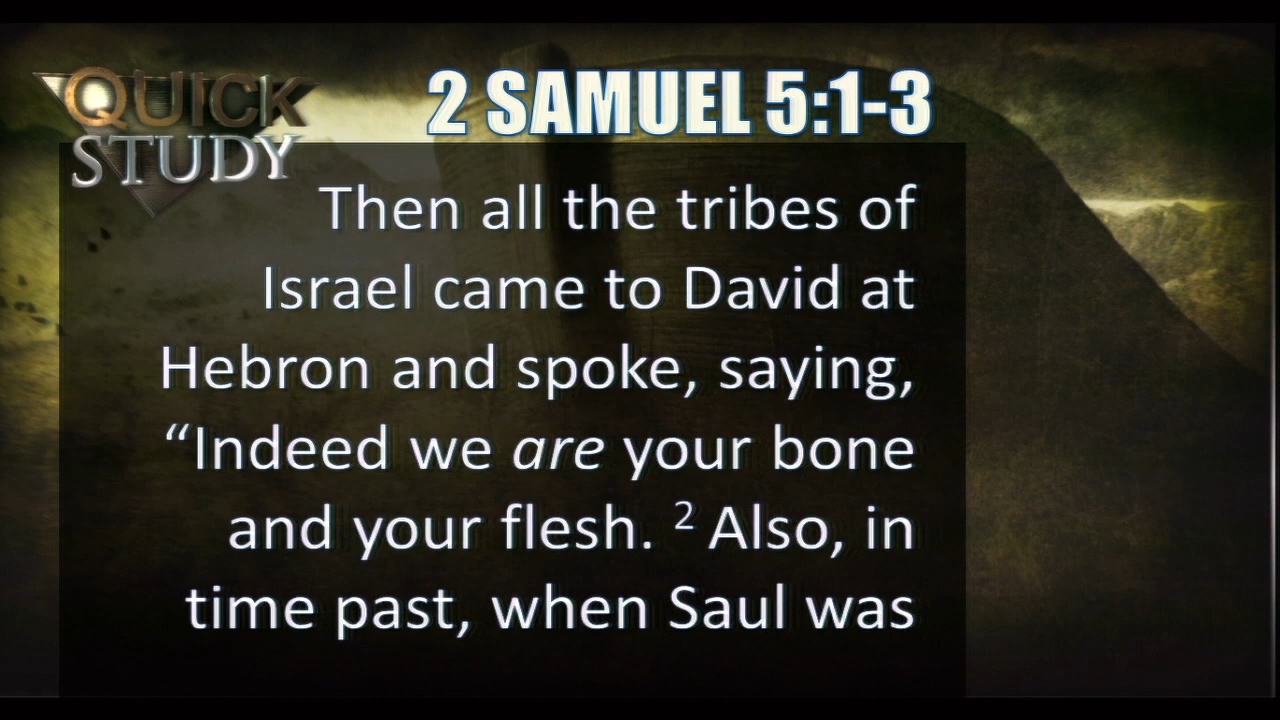 QUICK
STUDY
2 SAMUEL 5:1-3
Then all the tribes of
Israel came to David at
Hebron and spoke, saying,
“Indeed we are your bone
and your flesh. ² Also, in
time past, when Saul was